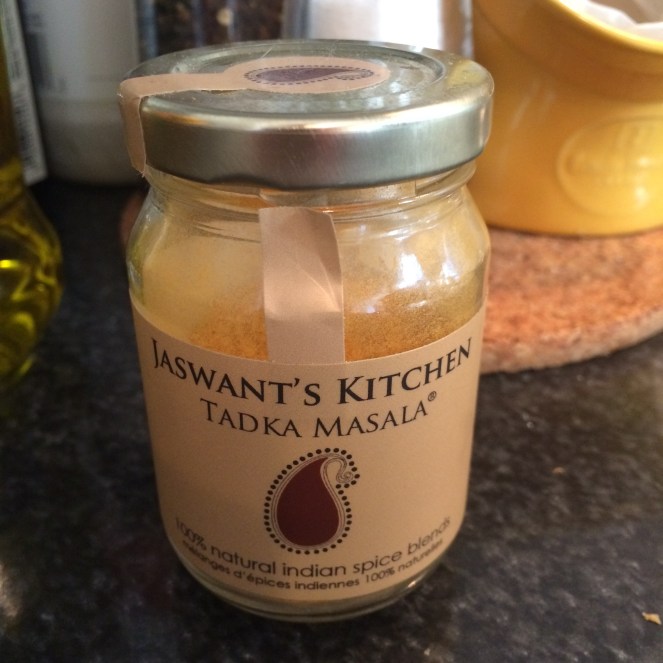 JASWANT'S KITCHEN
TADKA MASALA®
100% natural indian spice blends
mélanges d'épices indiennes 100% naturelles